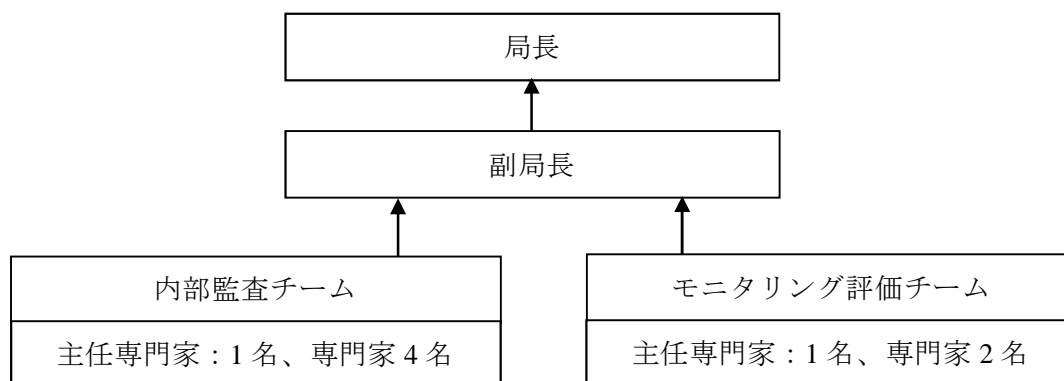 局長
副局長
内部監査チーム
主任専門家：1 名、専門家 4 名
モニタリング評価チーム
主任専門家：1 名、専門家 2 名